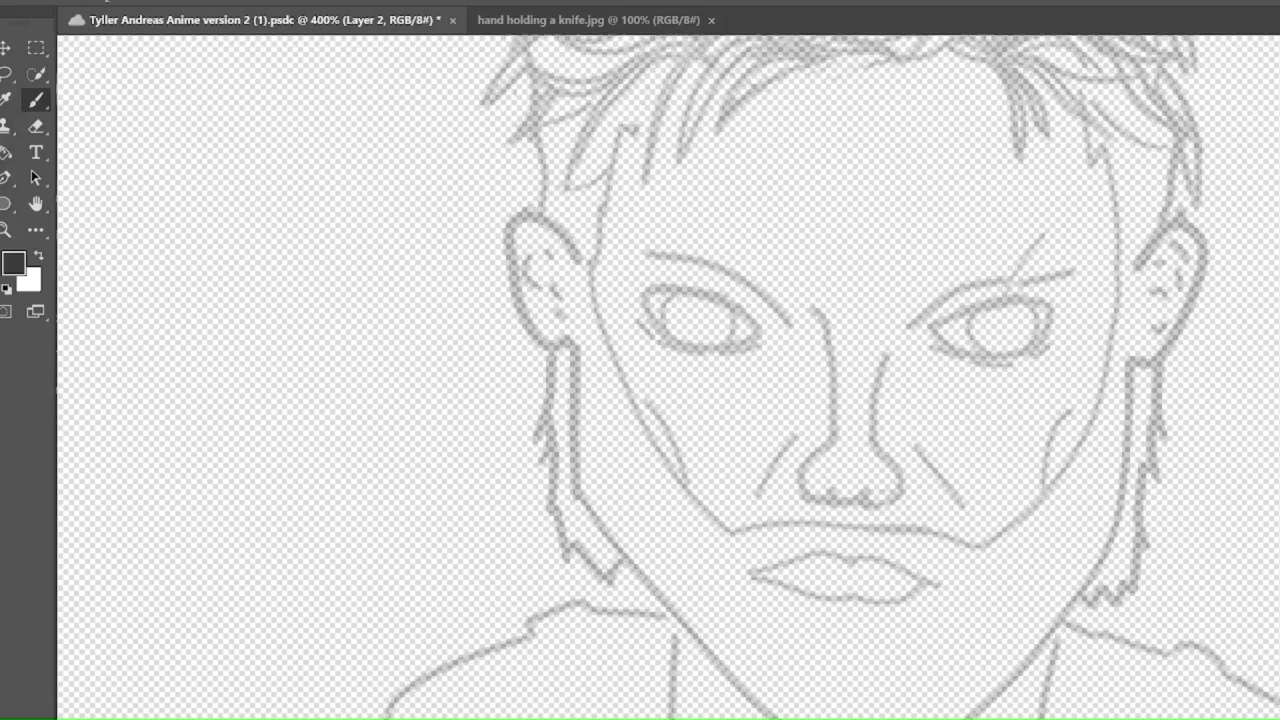 Tyller Andreas Anime version 2 (1).psdc @ 400% (Layer 2, RGB/8#) *
hand holding a knife.jpg @ 100% (RGB/8#)